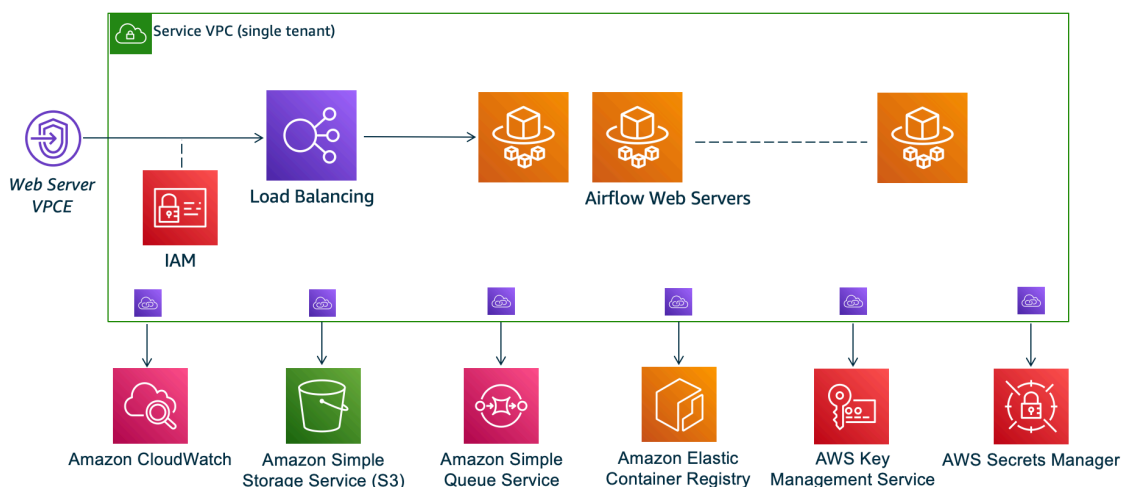 Service VPC (single tenant)
Web Server
VPCE
Load Balancing
Airflow Web Servers
IAM
Amazon CloudWatch
Amazon Simple
Storage Service (S3)
Amazon Simple
Queue Service
Amazon Elastic
Container Registry
AWS Key
Management Service
AWS Secrets Manager